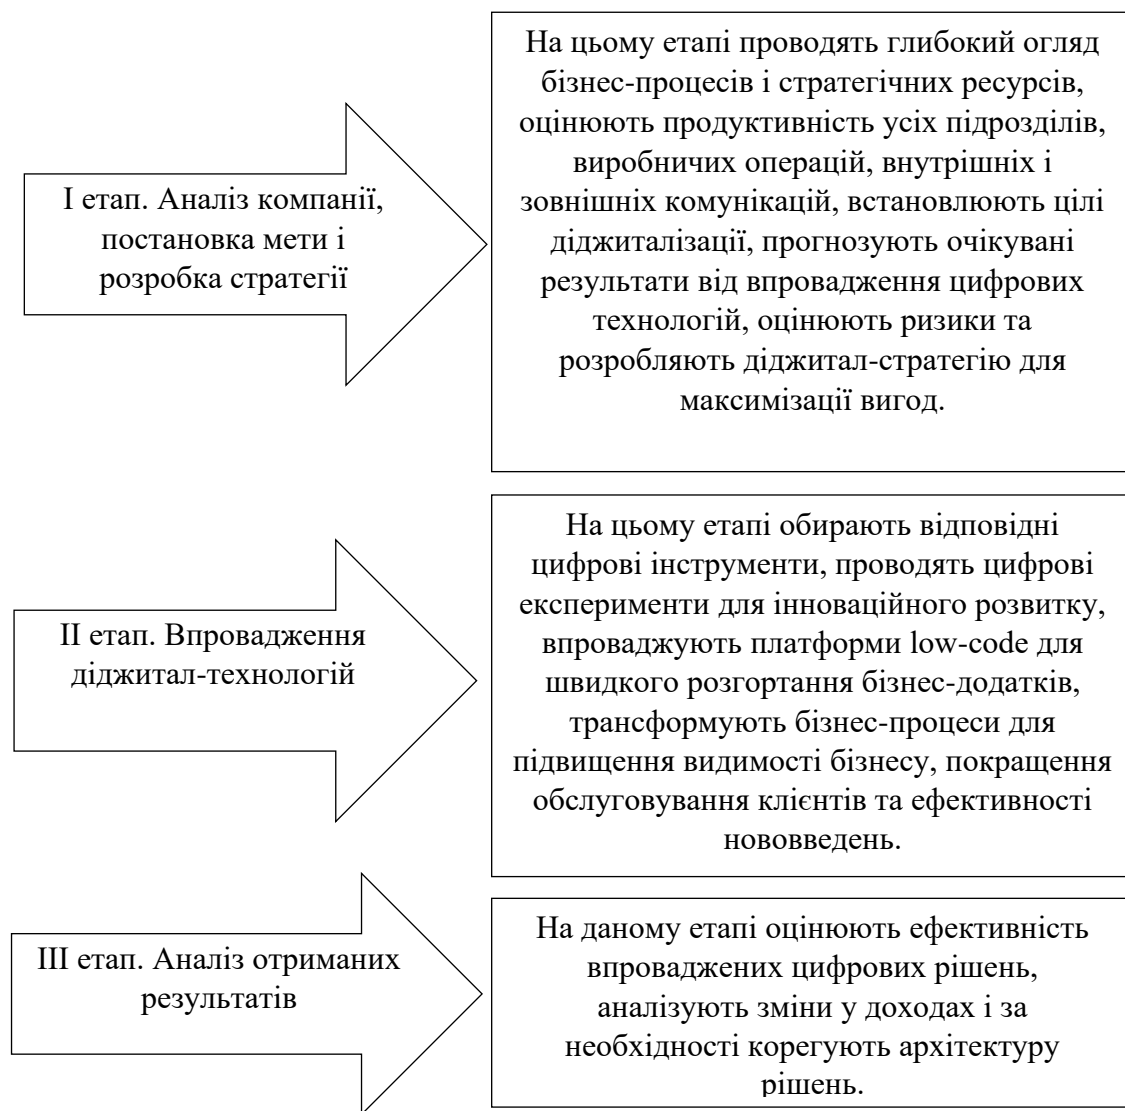 І етап. Аналіз компанії,
постановка мети і
розробка стратегії
На цьому етапі проводять глибокий огляд
бізнес-процесів і стратегічних ресурсів,
оцінюють продуктивність усіх підрозділів,
виробничих операцій, внутрішніх і
зовнішніх комунікацій, встановлюють цілі
діджиталізації, прогнозують очікувані
результати від впровадження цифрових
технологій, оцінюють ризики та
розробляють діджитал-стратегію для
максимізації вигод.
ІІ етап. Впровадження
діджитал-технологій
На цьому етапі обирають відповідні
цифрові інструменти, проводять цифрові
експерименти для інноваційного розвитку,
впроваджують платформи low-code для
швидкого розгортання бізнес-додатків,
трансформують бізнес-процеси для
підвищення видимості бізнесу, покращення
обслуговування клієнтів та ефективності
нововведень.
ІІІ етап. Аналіз отриманих
результатів
На даному етапі оцінюють ефективність
впроваджених цифрових рішень,
аналізують зміни у доходах і за
необхідності корегують архітектуру
рішень.